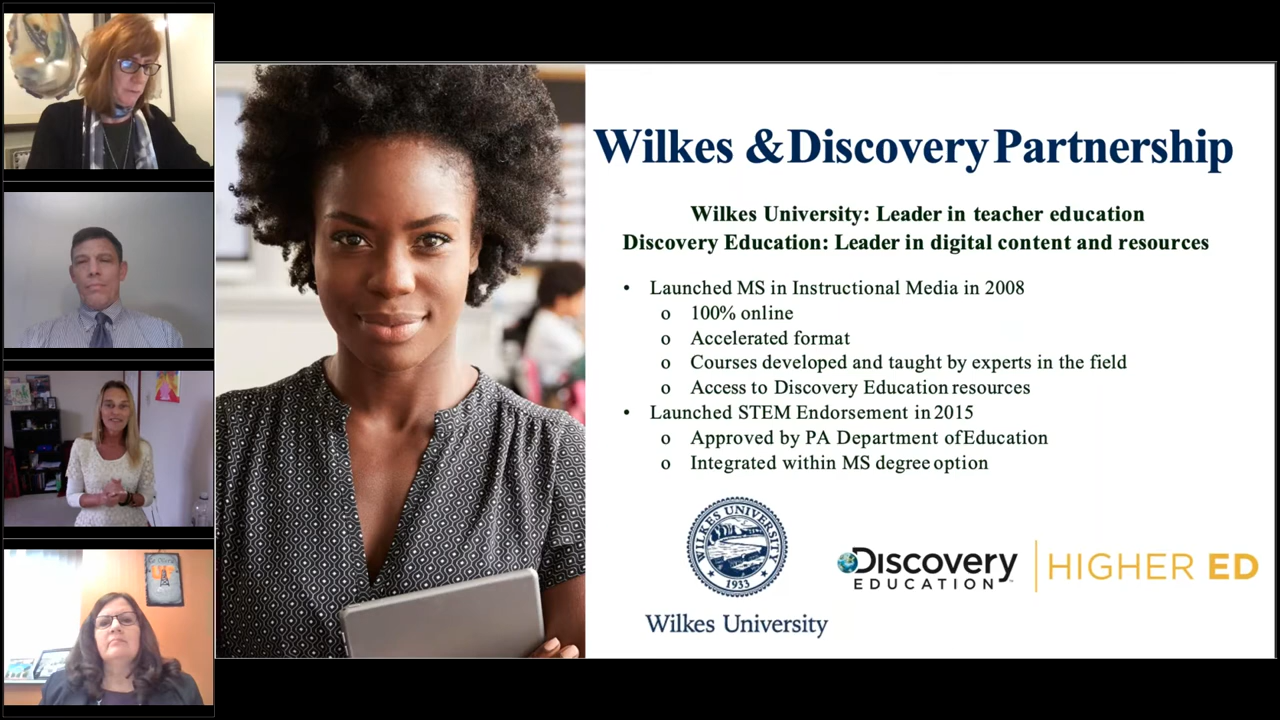 Wilkes & Discovery Partnership
Wilkes University: Leader in teacher education
Discovery Education: Leader in digital content and resources
• Launched MS in Instructional Media in 2008
o 100% online
o Accelerated format
o Courses developed and taught by experts in the field
o Access to Discovery Education resources
• Launched STEM Endorsement in 2015
o Approved by PA Department of Education
o Integrated within MS degree option
WILKES UNIVERSITY
1933
Wilkes University
Discovery
EDUCATION
HIGHER ED